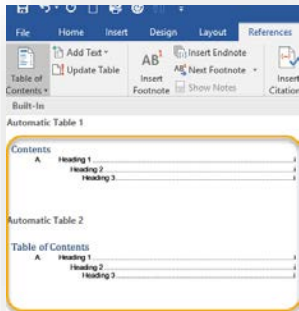 File Home Insert Design Layout References
Table of Contents
Add Text
Update Table
AB1
Insert Footnote
Insert Endnote
AB Next Footnote
Show Notes
Insert Citation
Built-In
Automatic Table 1
Contents
A. Heading 1 i
Heading 2 i
Heading 3 i
Automatic Table 2
Table of Contents
A. Heading 1 i
Heading 2 i
Heading 3 i